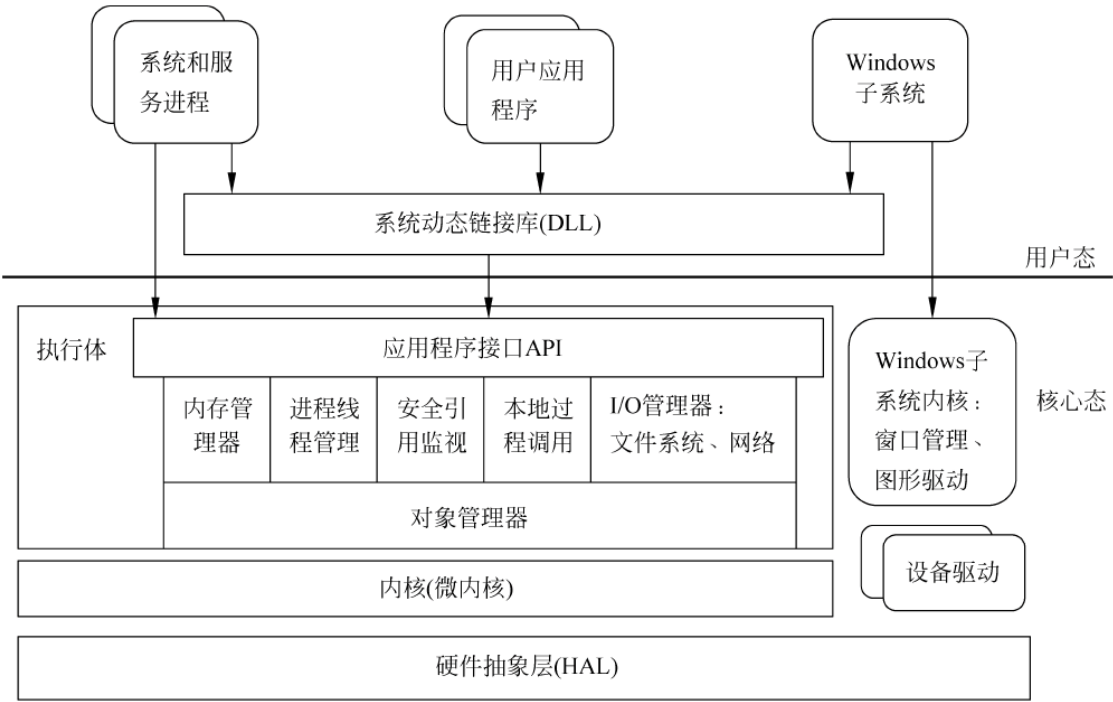 系统和服
务进程
用户应用
程序
Windows
子系统
系统动态链接库(DLL)
用户态
执行体
应用程序接口API
内存管
理器
进程线
程管理
安全引
用监视
本地过
程调用
I/O管理器：
文件系统、网络
对象管理器
Windows子
系统内核：
窗口管理、
图形驱动
核心态
设备驱动
内核(微内核)
硬件抽象层(HAL)